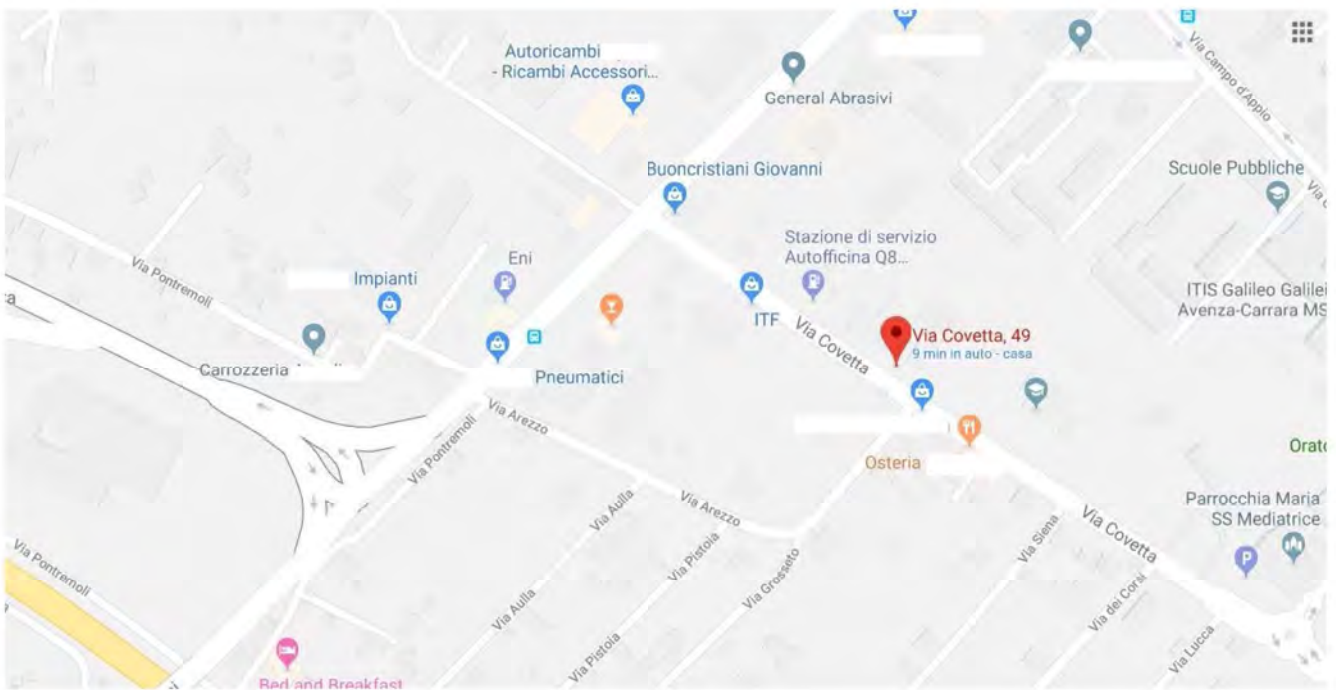 Autoricambi
- Ricambi Accessori...
General Abrasivi
Via Campo d'Appio
Buoncristiani Giovanni
Scuole Pubbliche
Stazione di servizio
Autofficina Q8...
Eni
Via Pontremoli
Impianti
ITIS Galileo Galilei
Avenza-Carrara MS
ITF
Via Covetta
Via Covetta, 49
9 min in auto - casa
Carrozzeria
Pneumatici
Via Arezzo
Via Pontremoli
Osteria
Orato
Via Aulla
Via Arezzo
Parrocchia Maria
SS Mediatrice
Via Covetta
Via Siena
Via Pistoia
Via Grosseto
P
Via Pontremoli
Via Aulla
Via dei Corsi
Via Pistoia
Via Lucca
Bed and Breakfast